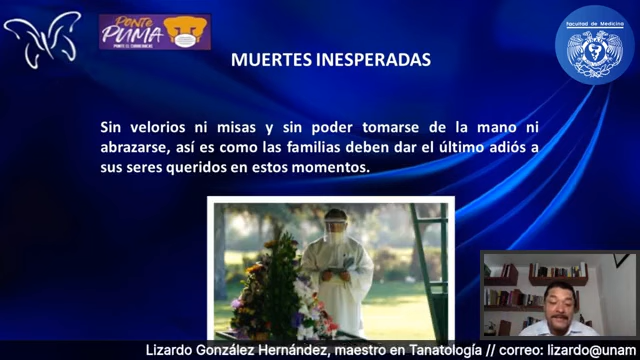 PONTE
PUMA
PONTE EL CUBREBOCAS
Facultad de Medicina
MUERTES INESPERADAS
Sin velorios ni misas y sin poder tomarse de la mano ni
abrazarse, así es como las familias deben dar el último adiós a
sus seres queridos en estos momentos.
Lizardo González Hernández, maestro en Tanatología // correo: lizardo@unam